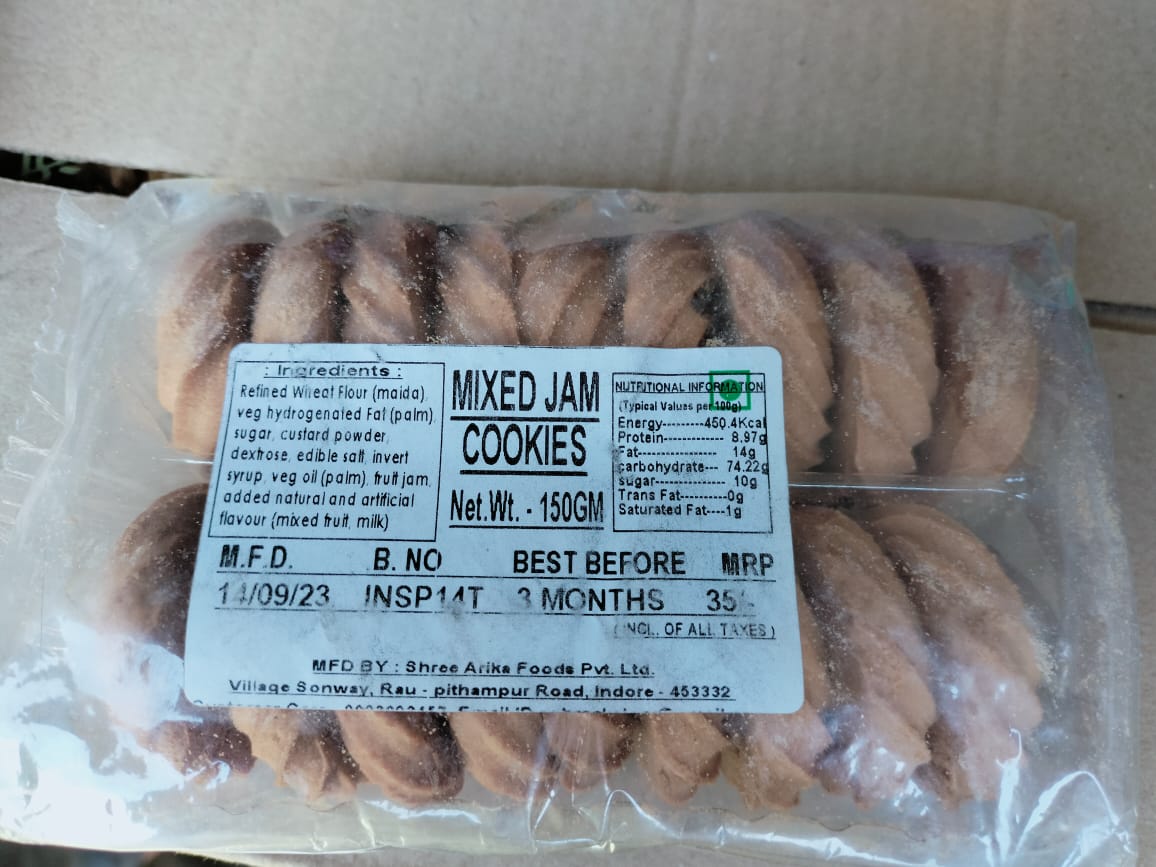 : Ingredients :
Refined Wheat Flour (maida),
veg hydrogenated Fat (palm),
sugar, custard powder,
dextrose, edible salt, invert
syrup, veg oil (palm), fruit jam,
added natural and artificial
flavour (mixed fruit, milk)
MIXED JAM
COOKIES
Net.Wt. - 150GM
NUTRITIONAL INFORMATION
(Typical Values per 100g)
Energy---------450.4Kcal
Protein------------- 8.97g
Fat----------------- 14g
carbohydrate--- 74.22g
sugar--------------- 10g
Trans Fat----------0g
Saturated Fat----1g
M.F.D. B. NO BEST BEFORE MRP
14/09/23 INSP14T 3 MONTHS 35/-
(INCL. OF ALL TAXES)
MFD BY : Shree Arika Foods Pvt. Ltd.
Village Sonway, Rau - pithampur Road, Indore - 453332